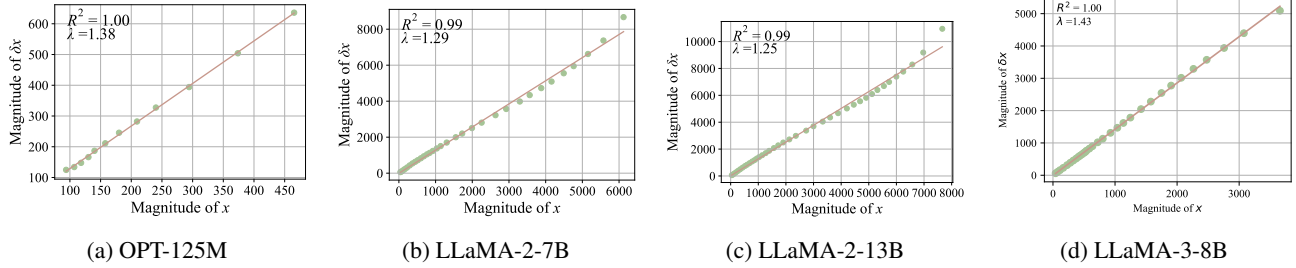 R² = 1.00
λ = 1.38
Magnitude of δx
600
500
400
300
200
100
100 150 200 250 300 350 400 450
Magnitude of x
(a) OPT-125M
R² = 0.99
λ = 1.29
Magnitude of δx
8000
6000
4000
2000
0
0 1000 2000 3000 4000 5000 6000
Magnitude of x
(b) LLaMA-2-7B
R² = 0.99
λ = 1.25
Magnitude of δx
10000
8000
6000
4000
2000
0
0 1000 2000 3000 4000 5000 6000 7000 8000
Magnitude of x
(c) LLaMA-2-13B
R² = 1.00
λ = 1.43
Magnitude of δx
5000
4000
3000
2000
1000
0
0 1000 2000 3000
Magnitude of x
(d) LLaMA-3-8B